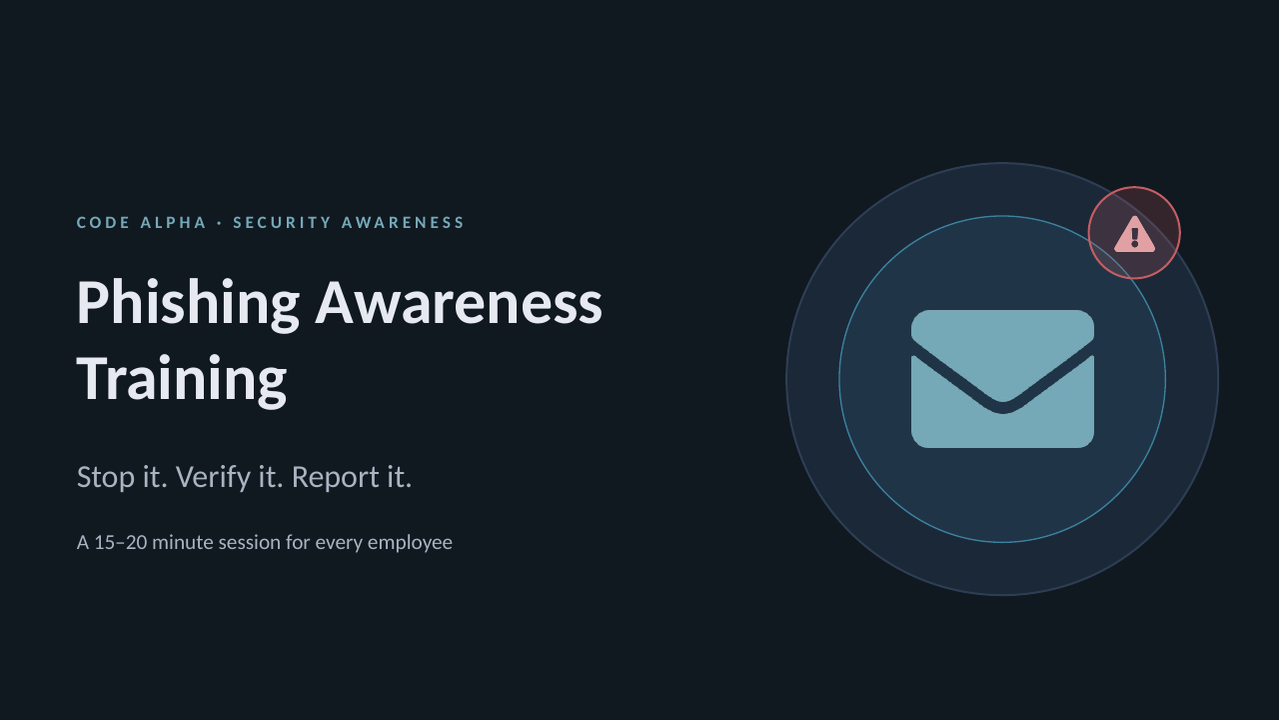 CODE ALPHA · SECURITY AWARENESS
Phishing Awareness
Training
Stop it. Verify it. Report it.
A 15–20 minute session for every employee